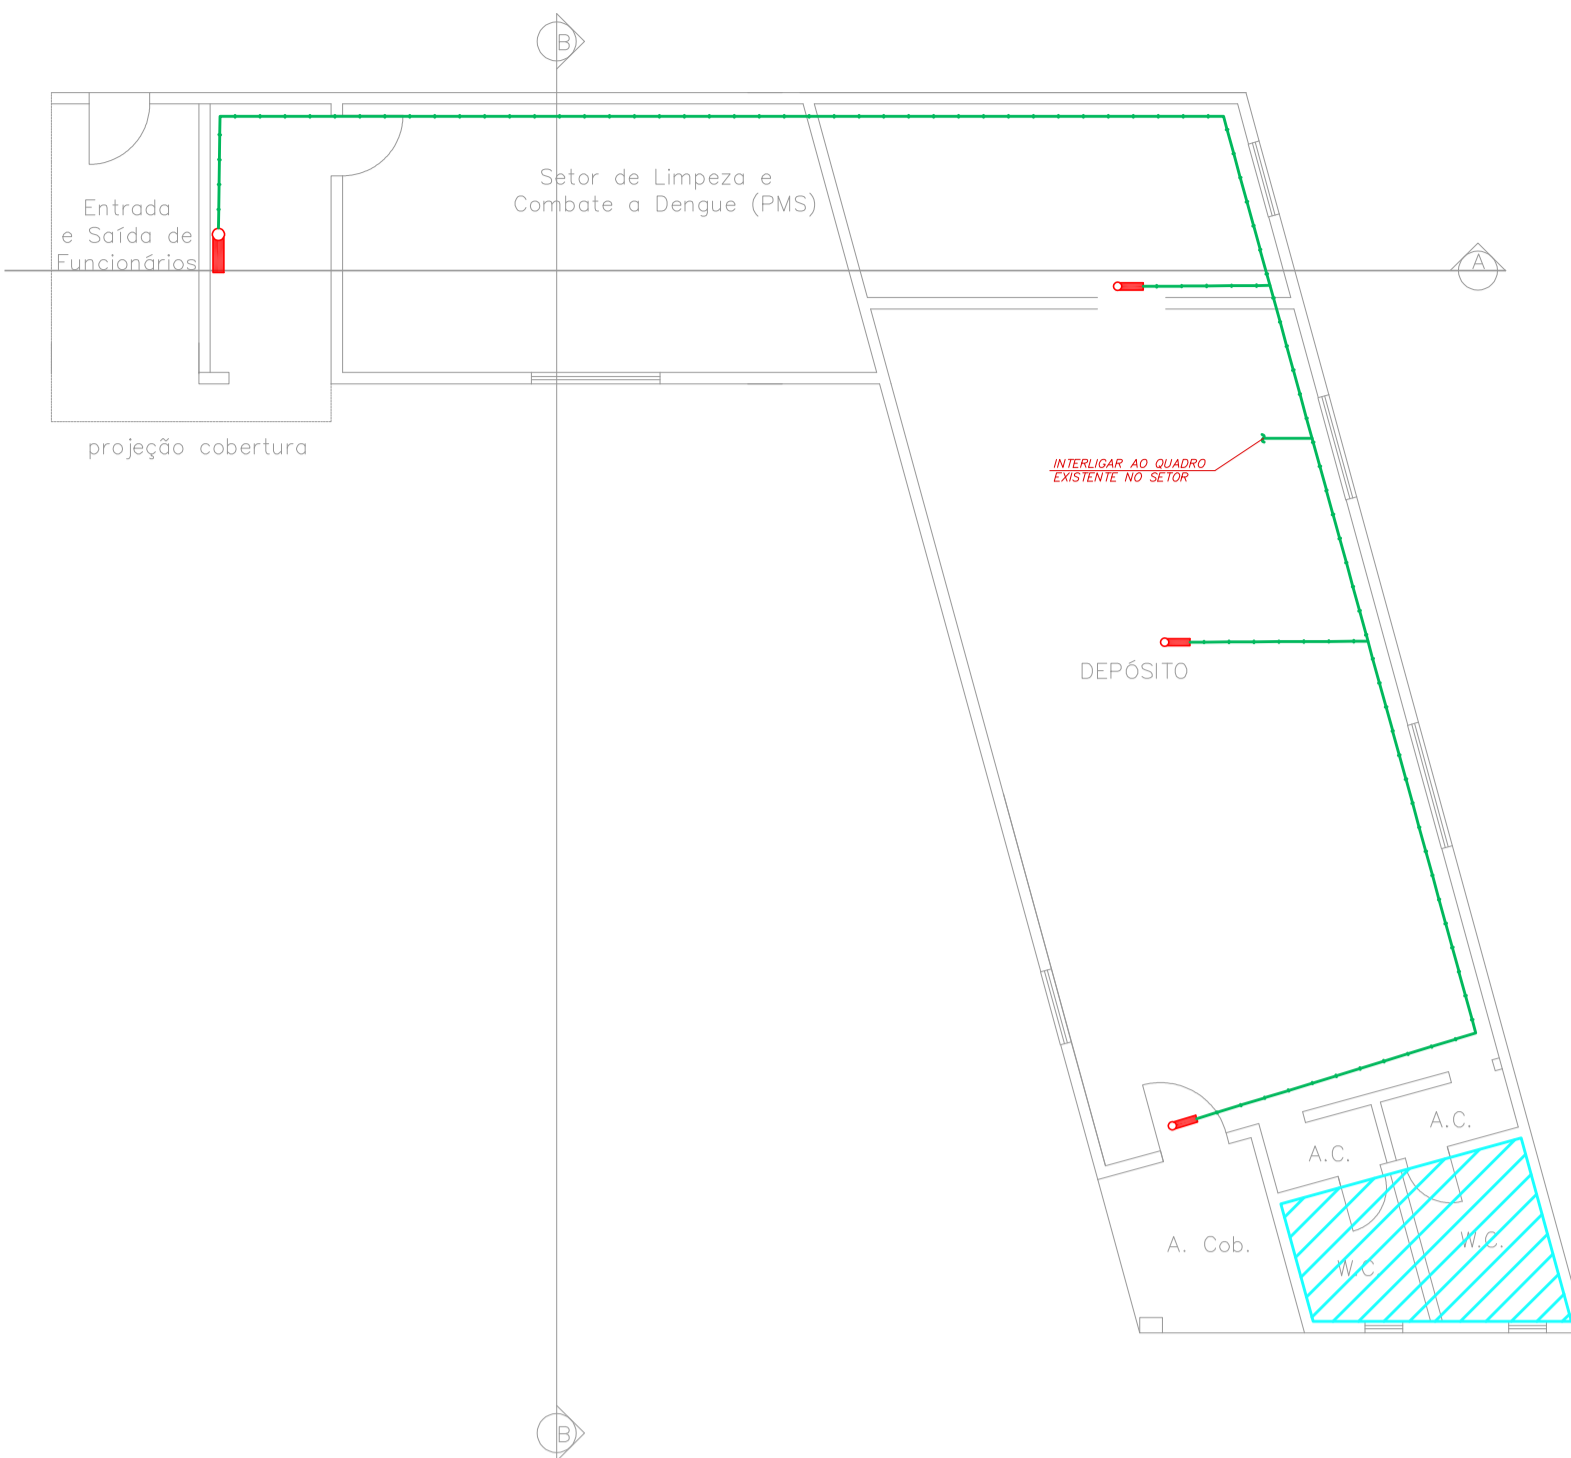 B
Setor de Limpeza e
Combate a Dengue (PMS)
Entrada
e Saída de
Funcionários
A
projeção cobertura
INTERLIGAR AO QUADRO
EXISTENTE NO SETOR
DEPÓSITO
A.C.
A.C.
A. Cob.
W.C.
W.C
B